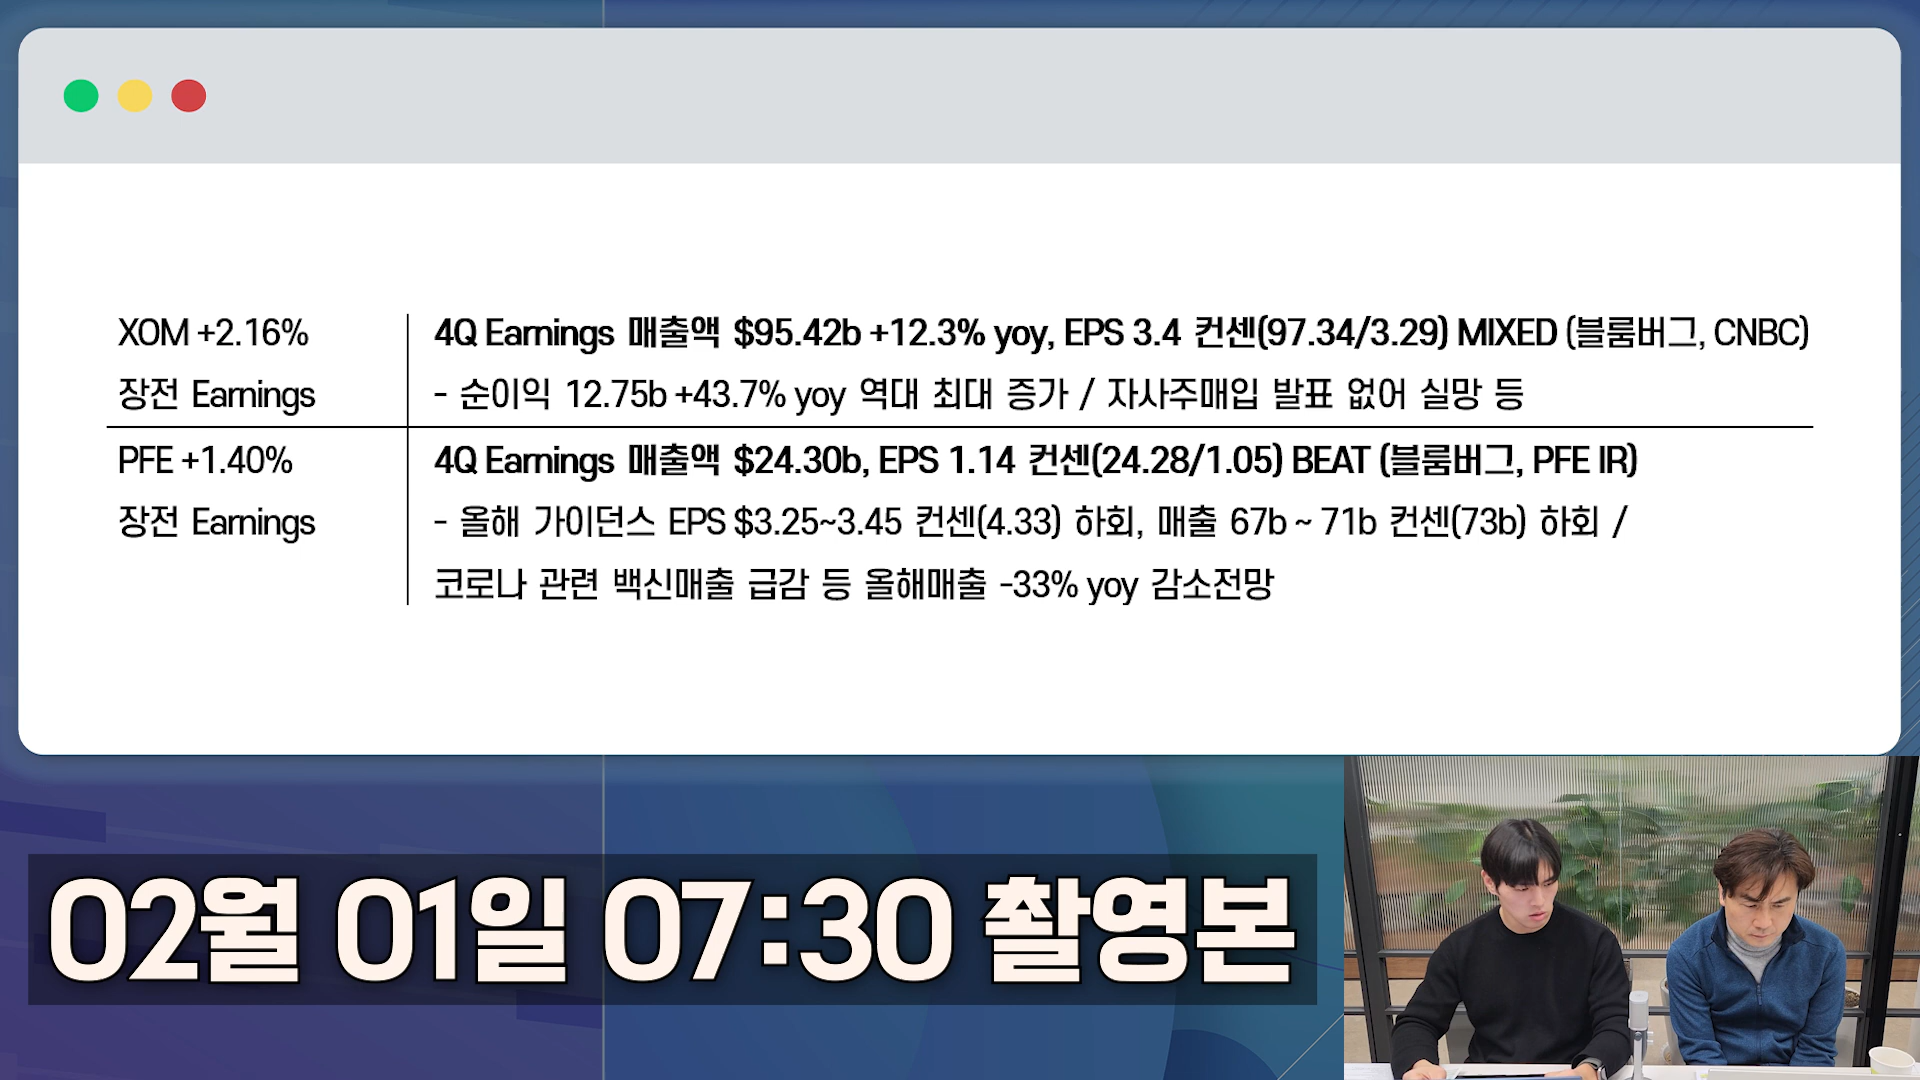 XOM +2.16%
4Q Earnings 매출액 $95.42b +12.3% yoy, EPS 3.4 컨센(97.34/3.29) MIXED (블룸버그, CNBC)
장전 Earnings
- 순이익 12.75b +43.7% yoy 역대 최대 증가 / 자사주매입 발표 없어 실망 등
PFE +1.40%
4Q Earnings 매출액 $24.30b, EPS 1.14 컨센(24.28/1.05) BEAT (블룸버그, PFE IR)
장전 Earnings
- 올해 가이던스 EPS $3.25~3.45 컨센(4.33) 하회, 매출 67b ~ 71b 컨센(73b) 하회 /
코로나 관련 백신매출 급감 등 올해매출 -33% yoy 감소전망
02월 01일 07:30 촬영본